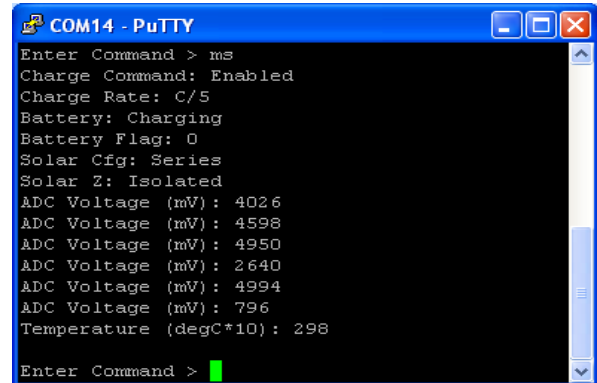 COM14 - PuTTY
Enter Command > ms
Charge Command: Enabled
Charge Rate: C/5
Battery: Charging
Battery Flag: 0
Solar Cfg: Series
Solar Z: Isolated
ADC Voltage (mV): 4026
ADC Voltage (mV): 4598
ADC Voltage (mV): 4950
ADC Voltage (mV): 2640
ADC Voltage (mV): 4994
ADC Voltage (mV): 796
Temperature (degC*10): 298
Enter Command >